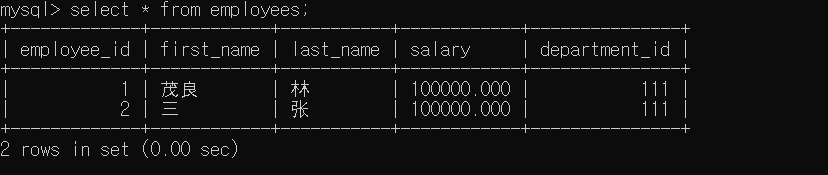 mysql> select * from employees;
+-------------+------------+-----------+------------+---------------+
| employee_id | first_name | last_name | salary     | department_id |
+-------------+------------+-----------+------------+---------------+
|           1 | 茂良       | 林        | 100000.000 |           111 |
|           2 | 三         | 张        | 100000.000 |           111 |
+-------------+------------+-----------+------------+---------------+
2 rows in set (0.00 sec)